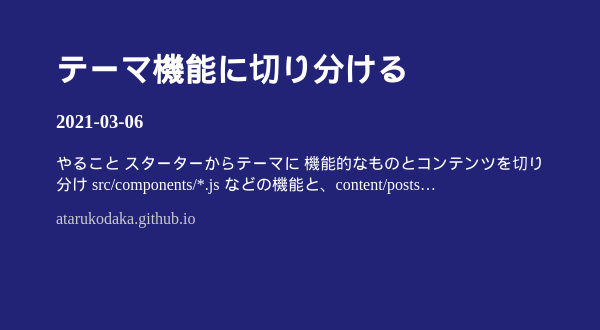 テーマ機能に切り分ける
2021-03-06
やること スターターからテーマに 機能的なものとコンテンツを切り
分け src/components/*.js などの機能と、content/posts…
atarukodaka.github.io